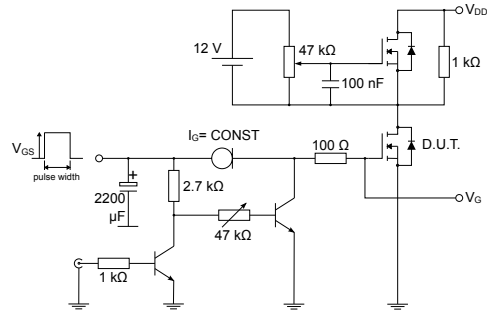 V_DD
12 V
47 kΩ
1 kΩ
100 nF
I_G= CONST
100 Ω
D.U.T.
V_GS
pulse width
+
2.7 kΩ
2200
µF
47 kΩ
V_G
1 kΩ